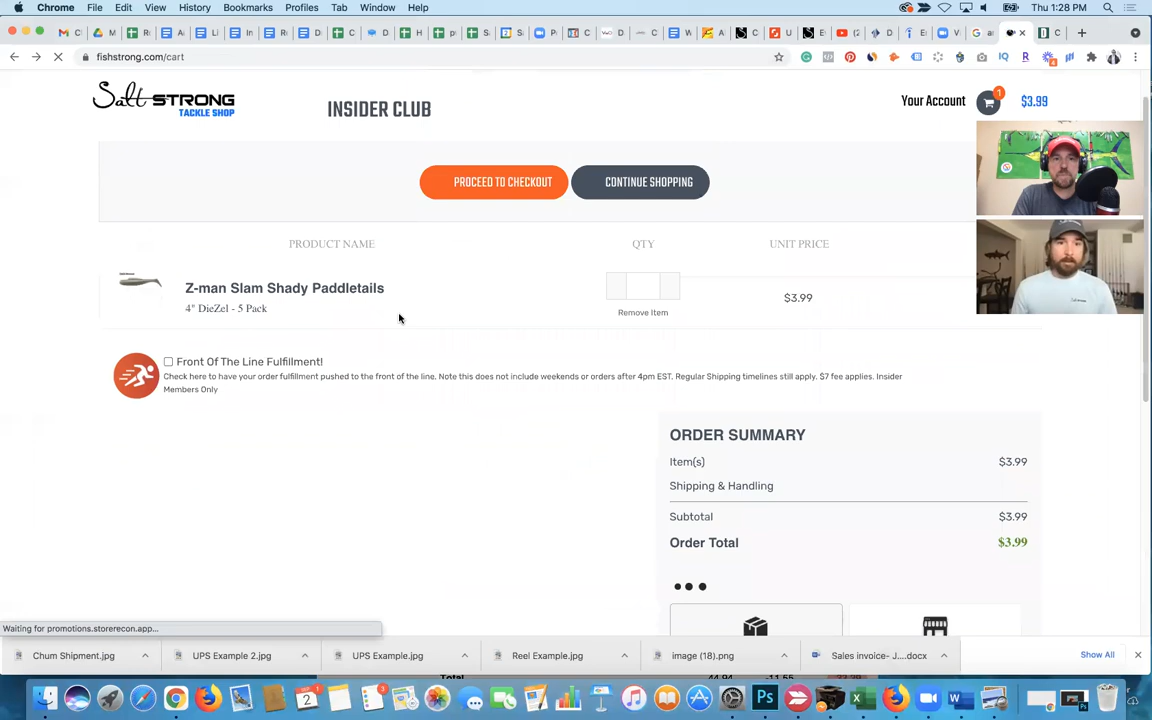 Chrome File Edit View History Bookmarks Profiles Tab Window Help Thu 1:28 PM
fishstrong.com/cart
Salt STRONG
TACKLE SHOP
INSIDER CLUB
Your Account 1 $3.99
PROCEED TO CHECKOUT CONTINUE SHOPPING
PRODUCT NAME QTY UNIT PRICE
Z-man Slam Shady Paddletails
4" DieZel - 5 Pack
$3.99
Remove Item
Front Of The Line Fulfillment!
Check here to have your order fulfillment pushed to the front of the line. Note this does not include weekends or orders after 4pm EST. Regular Shipping timelines still apply. $7 fee applies. Insider
Members Only
ORDER SUMMARY
Item(s) $3.99
Shipping & Handling
Subtotal $3.99
Order Total $3.99
Waiting for promotions.storerecon.app...
Chum Shipment.jpg UPS Example 2.jpg UPS Example.jpg Reel Example.jpg image (18).png Sales invoice- J....docx Show All